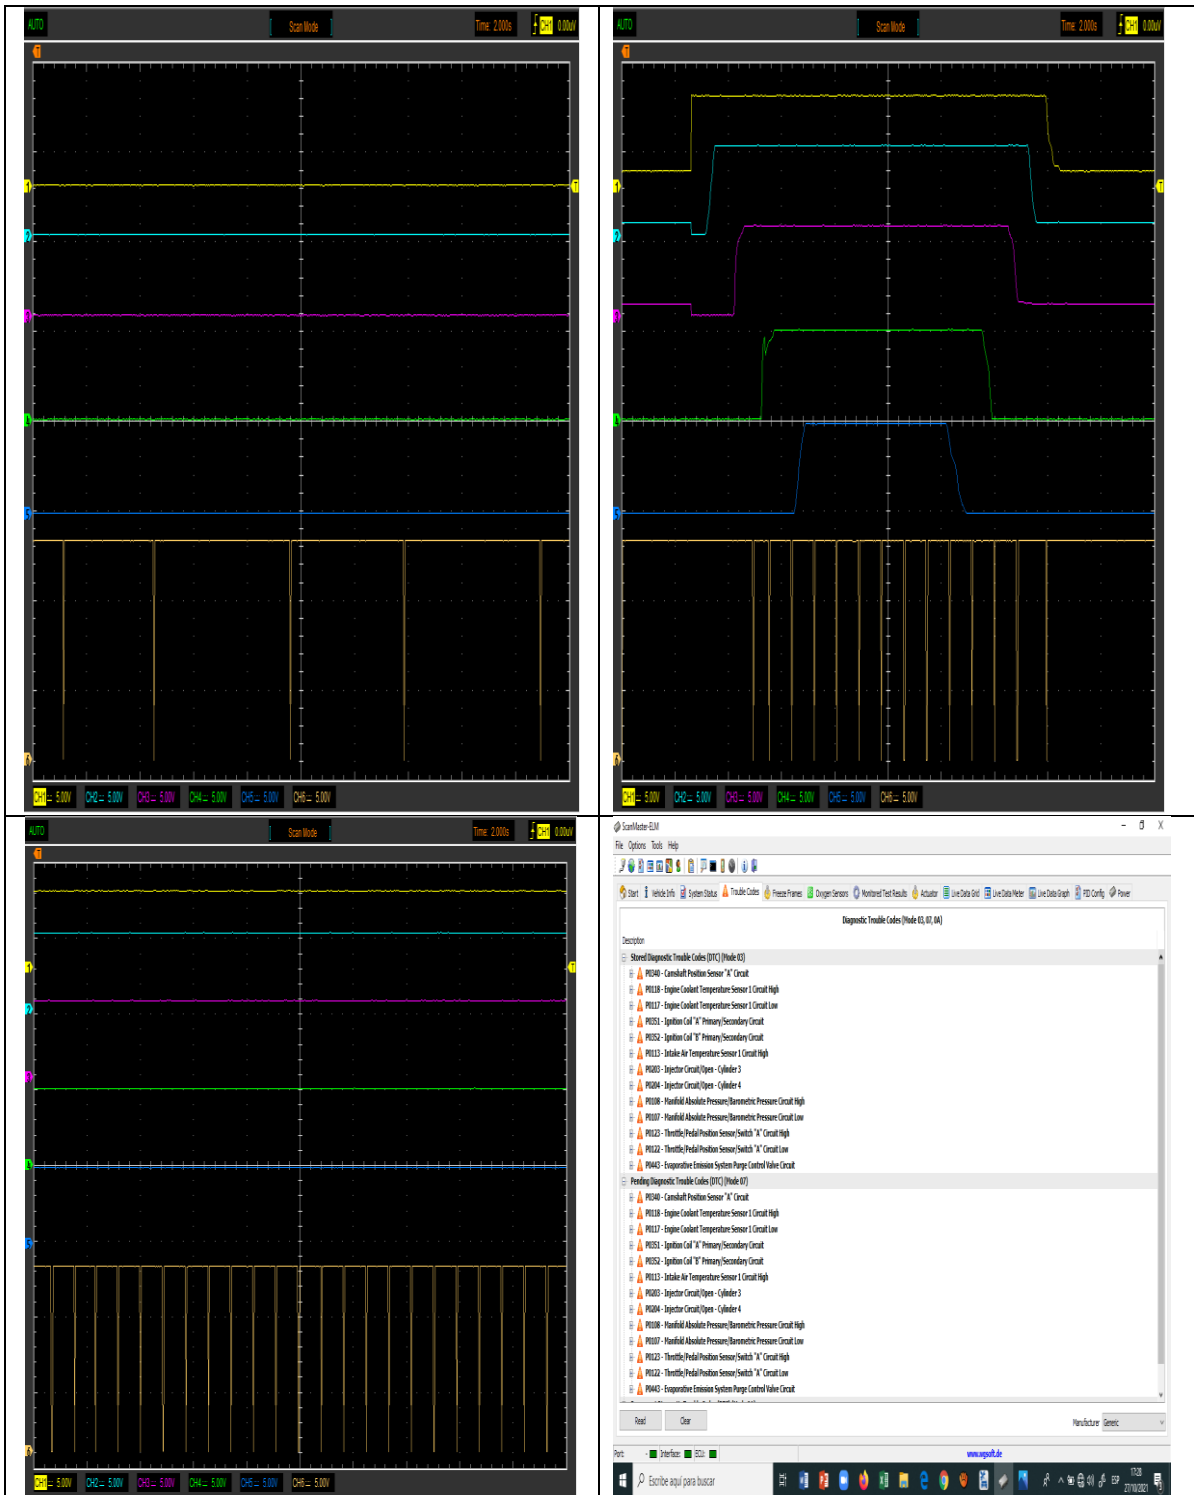 AUTO
Scan Mode
Time: 2.000s
CH1 0.00uV
CH1 5.00V CH2 5.00V CH3 5.00V CH4 5.00V CH5 5.00V CH6 5.00V
AUTO
Scan Mode
Time: 2.000s
CH1 0.00uV
CH1 5.00V CH2 5.00V CH3 5.00V CH4 5.00V CH5 5.00V CH6 5.00V
AUTO
Scan Mode
Time: 2.000s
CH1 0.00uV
CH1 5.00V CH2 5.00V CH3 5.00V CH4 5.00V CH5 5.00V CH6 5.00V
ScanMaster-ELM
File Options Tools Help
Start Vehicle Info System Status Trouble Codes Freeze Frames Oxygen Sensors Monitored Test Results Actuator Live Data Grid Live Data Meter Live Data Graph PID Config Power
Diagnostic Trouble Codes (Mode 03, 07, 0A)
Description
Stored Diagnostic Trouble Codes (DTC) (Mode 03)
P0340 - Camshaft Position Sensor "A" Circuit
P0118 - Engine Coolant Temperature Sensor 1 Circuit High
P0117 - Engine Coolant Temperature Sensor 1 Circuit Low
P0351 - Ignition Coil "A" Primary/Secondary Circuit
P0352 - Ignition Coil "B" Primary/Secondary Circuit
P0113 - Intake Air Temperature Sensor 1 Circuit High
P0203 - Injector Circuit/Open - Cylinder 3
P0204 - Injector Circuit/Open - Cylinder 4
P0108 - Manifold Absolute Pressure/Barometric Pressure Circuit High
P0107 - Manifold Absolute Pressure/Barometric Pressure Circuit Low
P0123 - Throttle/Pedal Position Sensor/Switch "A" Circuit High
P0122 - Throttle/Pedal Position Sensor/Switch "A" Circuit Low
P0443 - Evaporative Emission System Purge Control Valve Circuit
Pending Diagnostic Trouble Codes (DTC) (Mode 07)
P0340 - Camshaft Position Sensor "A" Circuit
P0118 - Engine Coolant Temperature Sensor 1 Circuit High
P0117 - Engine Coolant Temperature Sensor 1 Circuit Low
P0351 - Ignition Coil "A" Primary/Secondary Circuit
P0352 - Ignition Coil "B" Primary/Secondary Circuit
P0113 - Intake Air Temperature Sensor 1 Circuit High
P0203 - Injector Circuit/Open - Cylinder 3
P0204 - Injector Circuit/Open - Cylinder 4
P0108 - Manifold Absolute Pressure/Barometric Pressure Circuit High
P0107 - Manifold Absolute Pressure/Barometric Pressure Circuit Low
P0123 - Throttle/Pedal Position Sensor/Switch "A" Circuit High
P0122 - Throttle/Pedal Position Sensor/Switch "A" Circuit Low
P0443 - Evaporative Emission System Purge Control Valve Circuit
Read Clear
Manufacturer Generic
Port: - Interface: ECU: www.wgsoft.de
Escribe aquí para buscar
ESP
17:28
27/10/2021